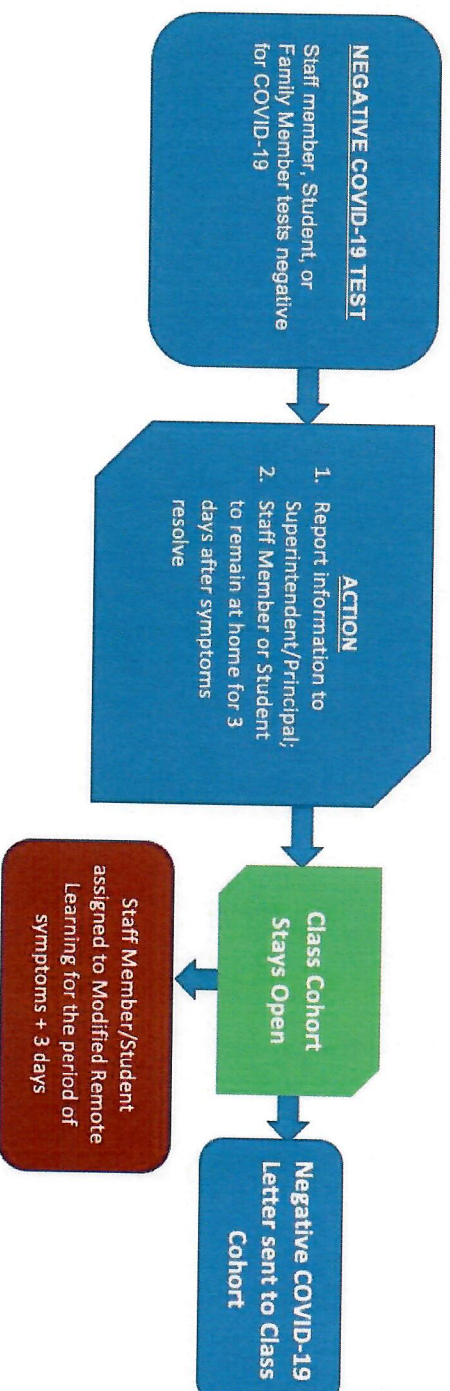 NEGATIVE COVID-19 TEST
Staff member, Student, or
Family Member tests negative
for COVID-19
ACTION
1. Report information to
Superintendent/Principal;
2. Staff Member or Student
to remain at home for 3
days after symptoms
resolve
Class Cohort
Stays Open
Staff Member/Student
assigned to Modified Remote
Learning for the period of
symptoms + 3 days
Negative COVID-19
Letter sent to Class
Cohort